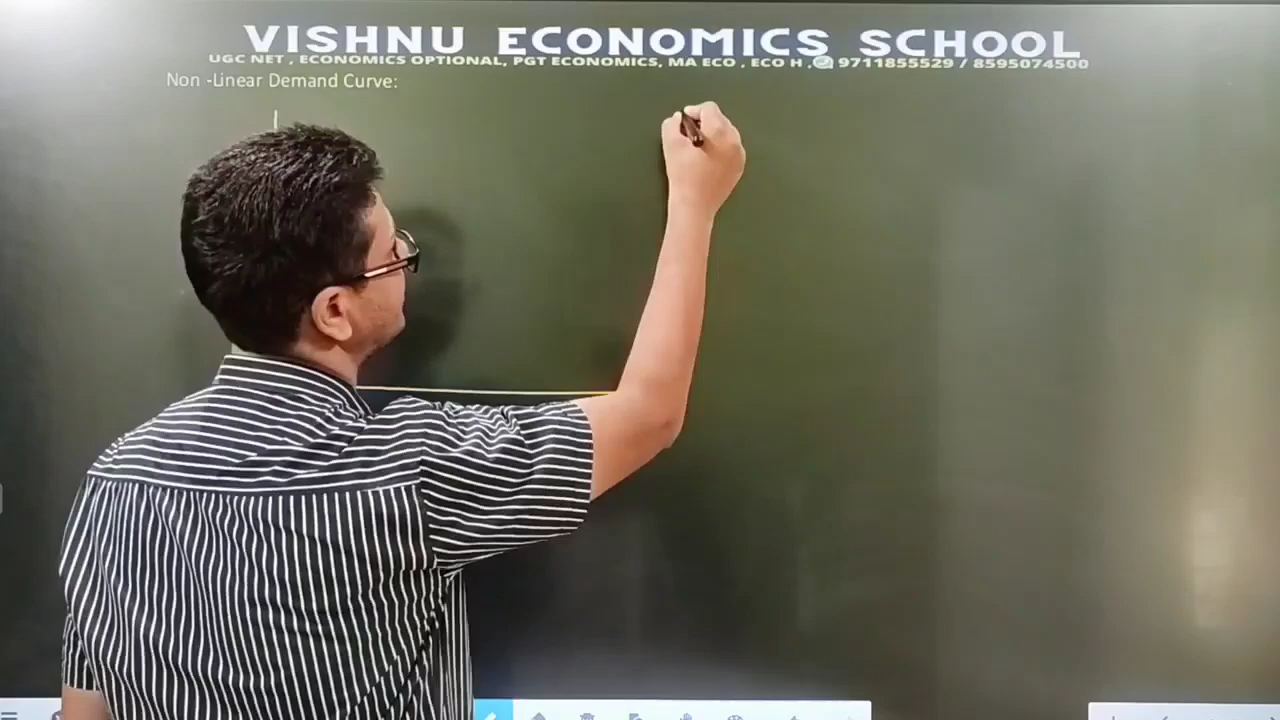 VISHNU ECONOMICS SCHOOL
UGC NET , ECONOMICS OPTIONAL, PGT ECONOMICS, MA ECO , ECO H , 9711855529 / 8595074500
Non -Linear Demand Curve: